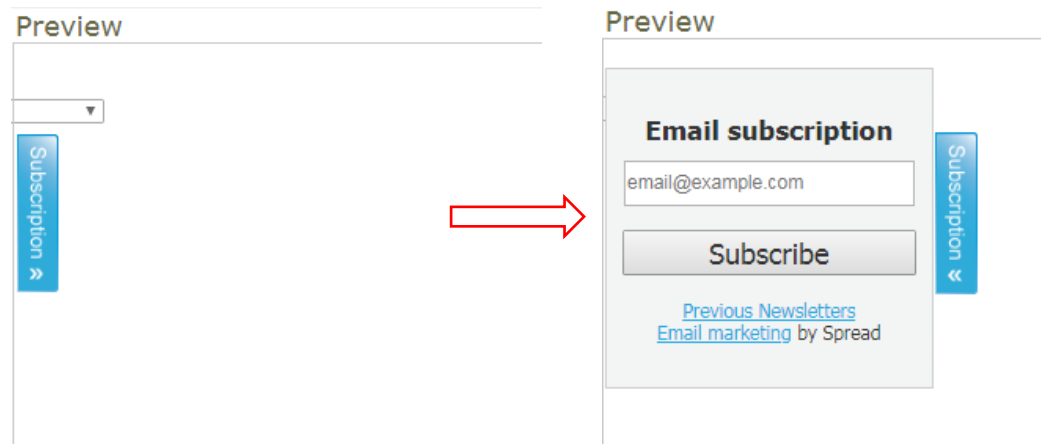 Preview
Subscription »
Preview
Email subscription
email@example.com
Subscribe
Previous Newsletters
Email marketing by Spread
Subscription «